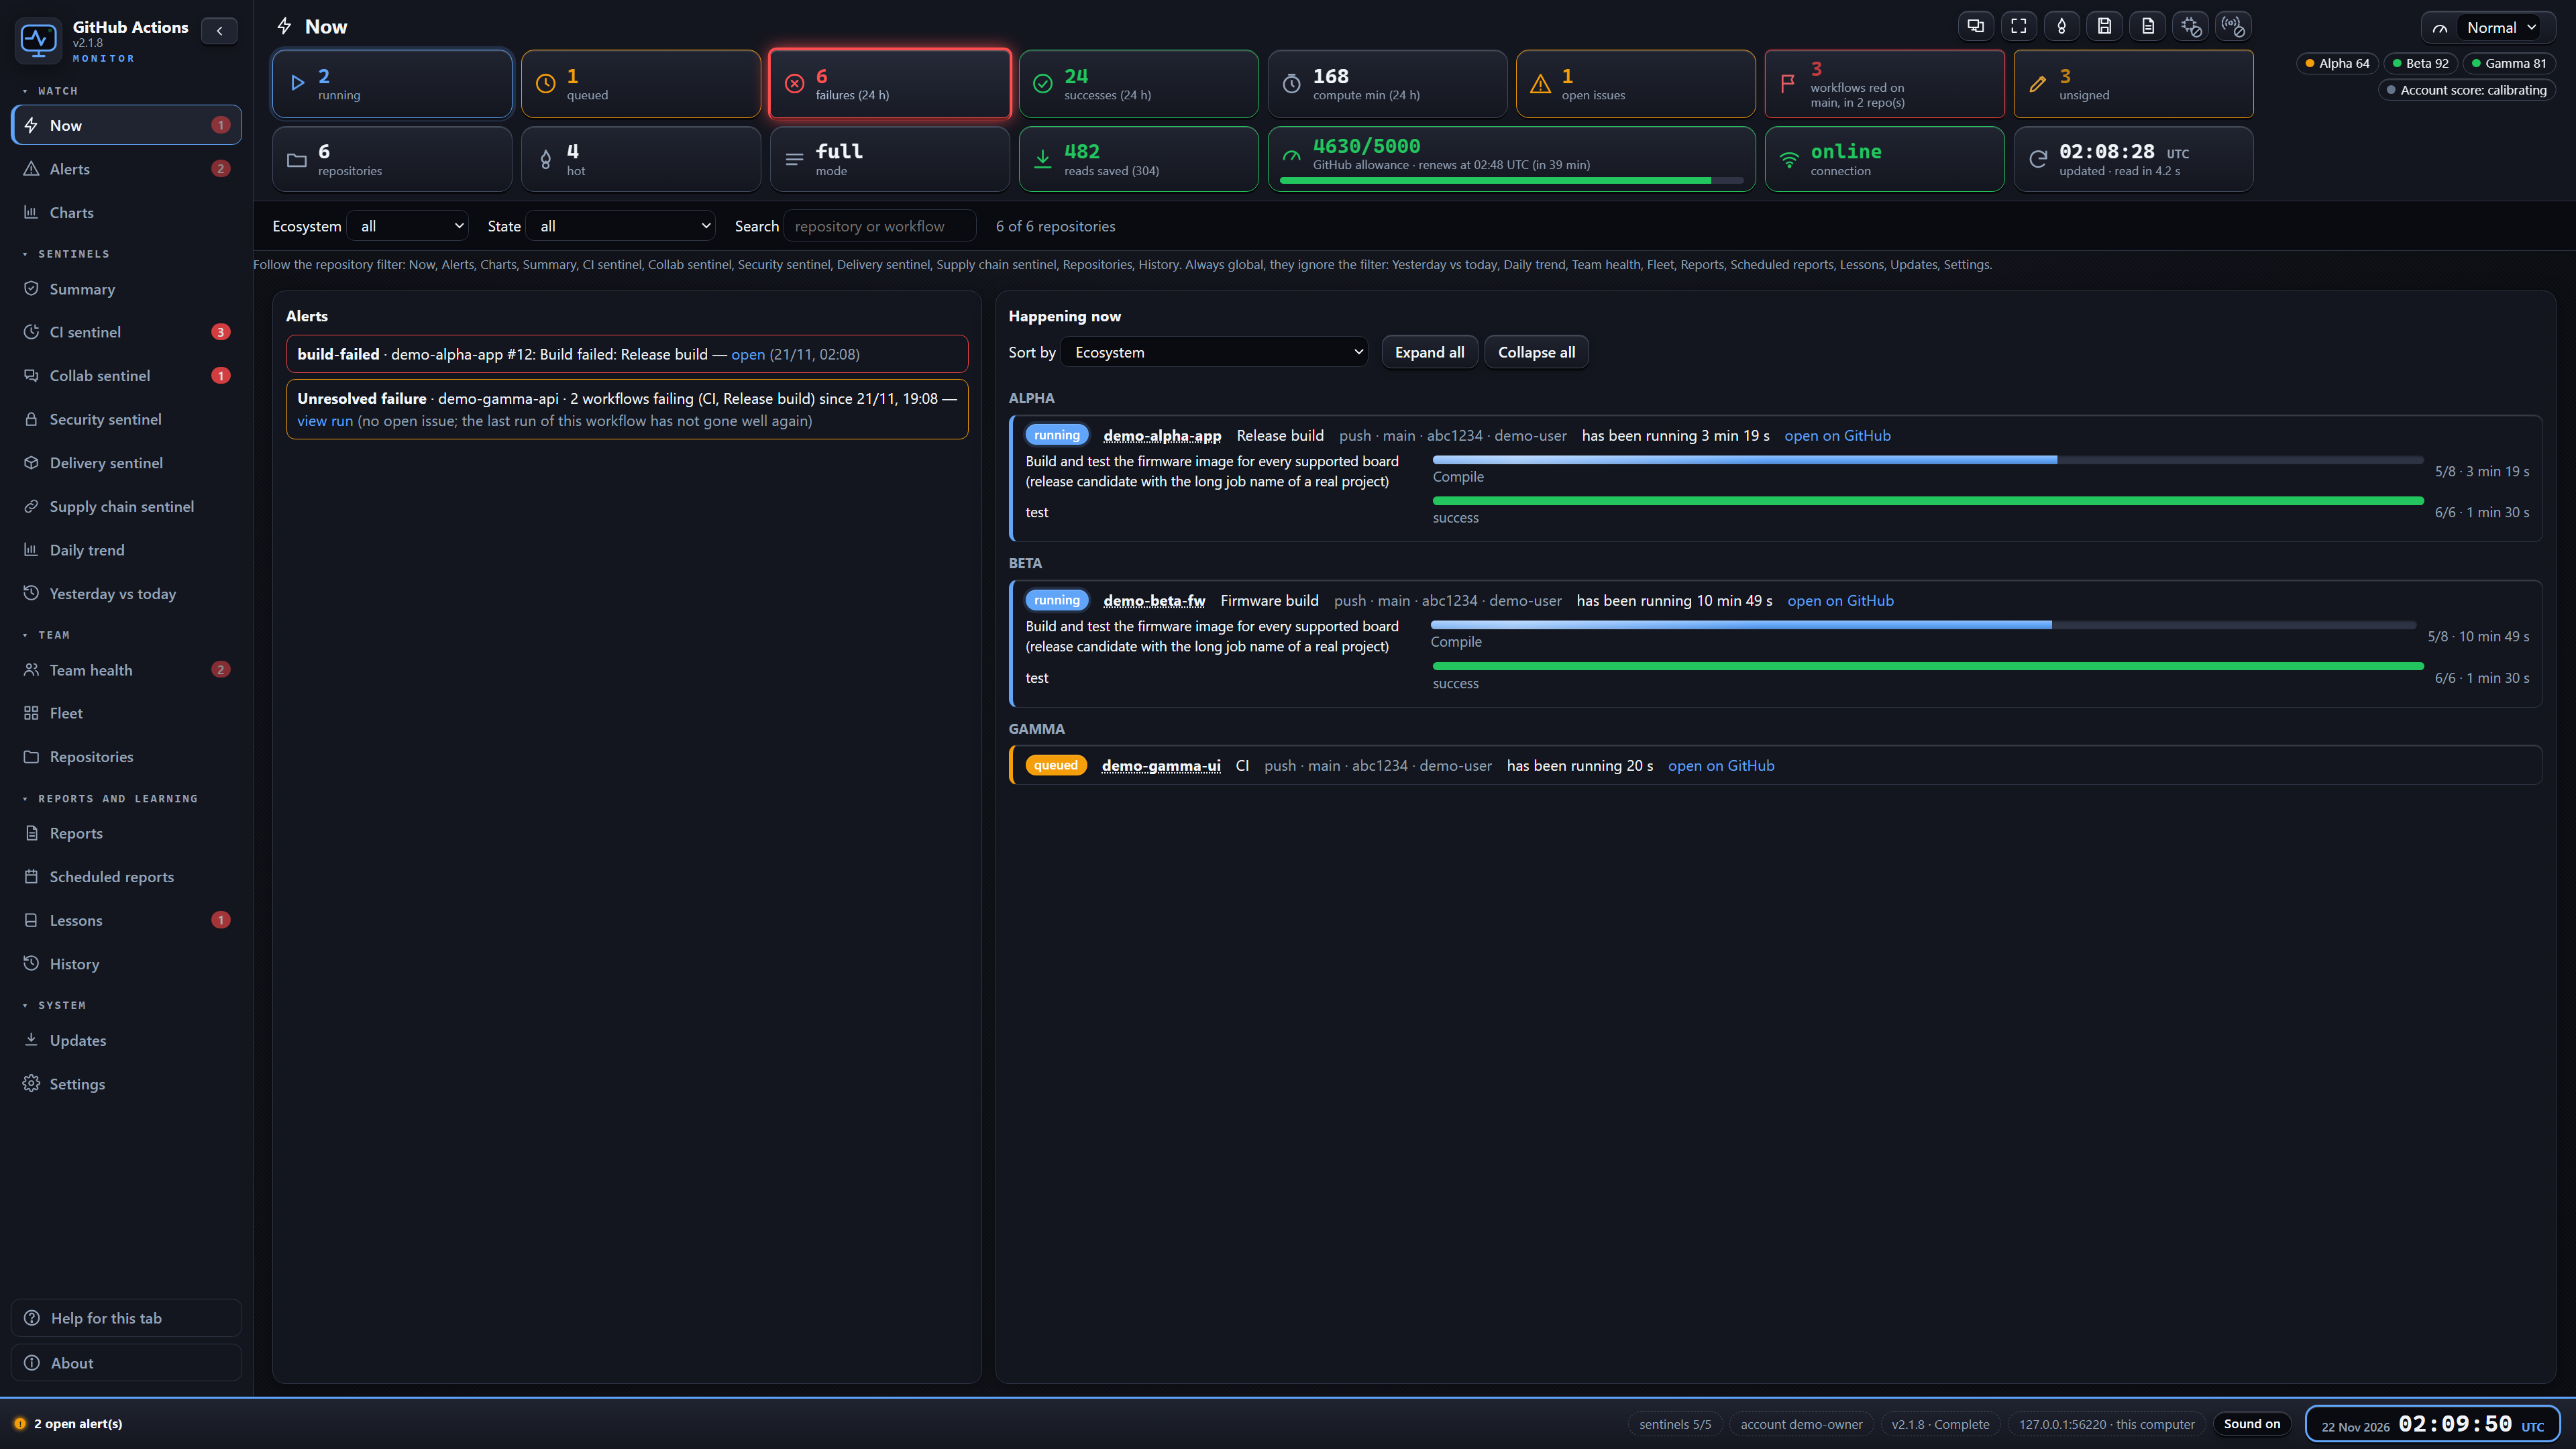 GitHub Actions
v2.1.8
MONITOR
WATCH
Now 1
Alerts 2
Charts
SENTINELS
Summary
CI sentinel 3
Collab sentinel 1
Security sentinel
Delivery sentinel
Supply chain sentinel
Daily trend
Yesterday vs today
TEAM
Team health 2
Fleet
Repositories
REPORTS AND LEARNING
Reports
Scheduled reports
Lessons 1
History
SYSTEM
Updates
Settings
Help for this tab
About
Now
Normal
2
running
1
queued
6
failures (24 h)
24
successes (24 h)
168
compute min (24 h)
1
open issues
3
workflows red on
main, in 2 repo(s)
3
unsigned
Alpha 64 Beta 92 Gamma 81
Account score: calibrating
6
repositories
4
hot
full
mode
482
reads saved (304)
4630/5000
GitHub allowance · renews at 02:48 UTC (in 39 min)
online
connection
02:08:28 UTC
updated · read in 4.2 s
Ecosystem all State all Search repository or workflow 6 of 6 repositories
Follow the repository filter: Now, Alerts, Charts, Summary, CI sentinel, Collab sentinel, Security sentinel, Delivery sentinel, Supply chain sentinel, Repositories, History. Always global, they ignore the filter: Yesterday vs today, Daily trend, Team health, Fleet, Reports, Scheduled reports, Lessons, Updates, Settings.
Alerts
build-failed · demo-alpha-app #12: Build failed: Release build — open (21/11, 02:08)
Unresolved failure · demo-gamma-api · 2 workflows failing (CI, Release build) since 21/11, 19:08 —
view run (no open issue; the last run of this workflow has not gone well again)
Happening now
Sort by Ecosystem Expand all Collapse all
ALPHA
running demo-alpha-app Release build push · main · abc1234 · demo-user has been running 3 min 19 s open on GitHub
Build and test the firmware image for every supported board
(release candidate with the long job name of a real project)
Compile
5/8 · 3 min 19 s
test
success
6/6 · 1 min 30 s
BETA
running demo-beta-fw Firmware build push · main · abc1234 · demo-user has been running 10 min 49 s open on GitHub
Build and test the firmware image for every supported board
(release candidate with the long job name of a real project)
Compile
5/8 · 10 min 49 s
test
success
6/6 · 1 min 30 s
GAMMA
queued demo-gamma-ui CI push · main · abc1234 · demo-user has been running 20 s open on GitHub
2 open alert(s)
sentinels 5/5 account demo-owner v2.1.8 · Complete 127.0.0.1:56220 · this computer Sound on 22 Nov 2026 02:09:50 UTC